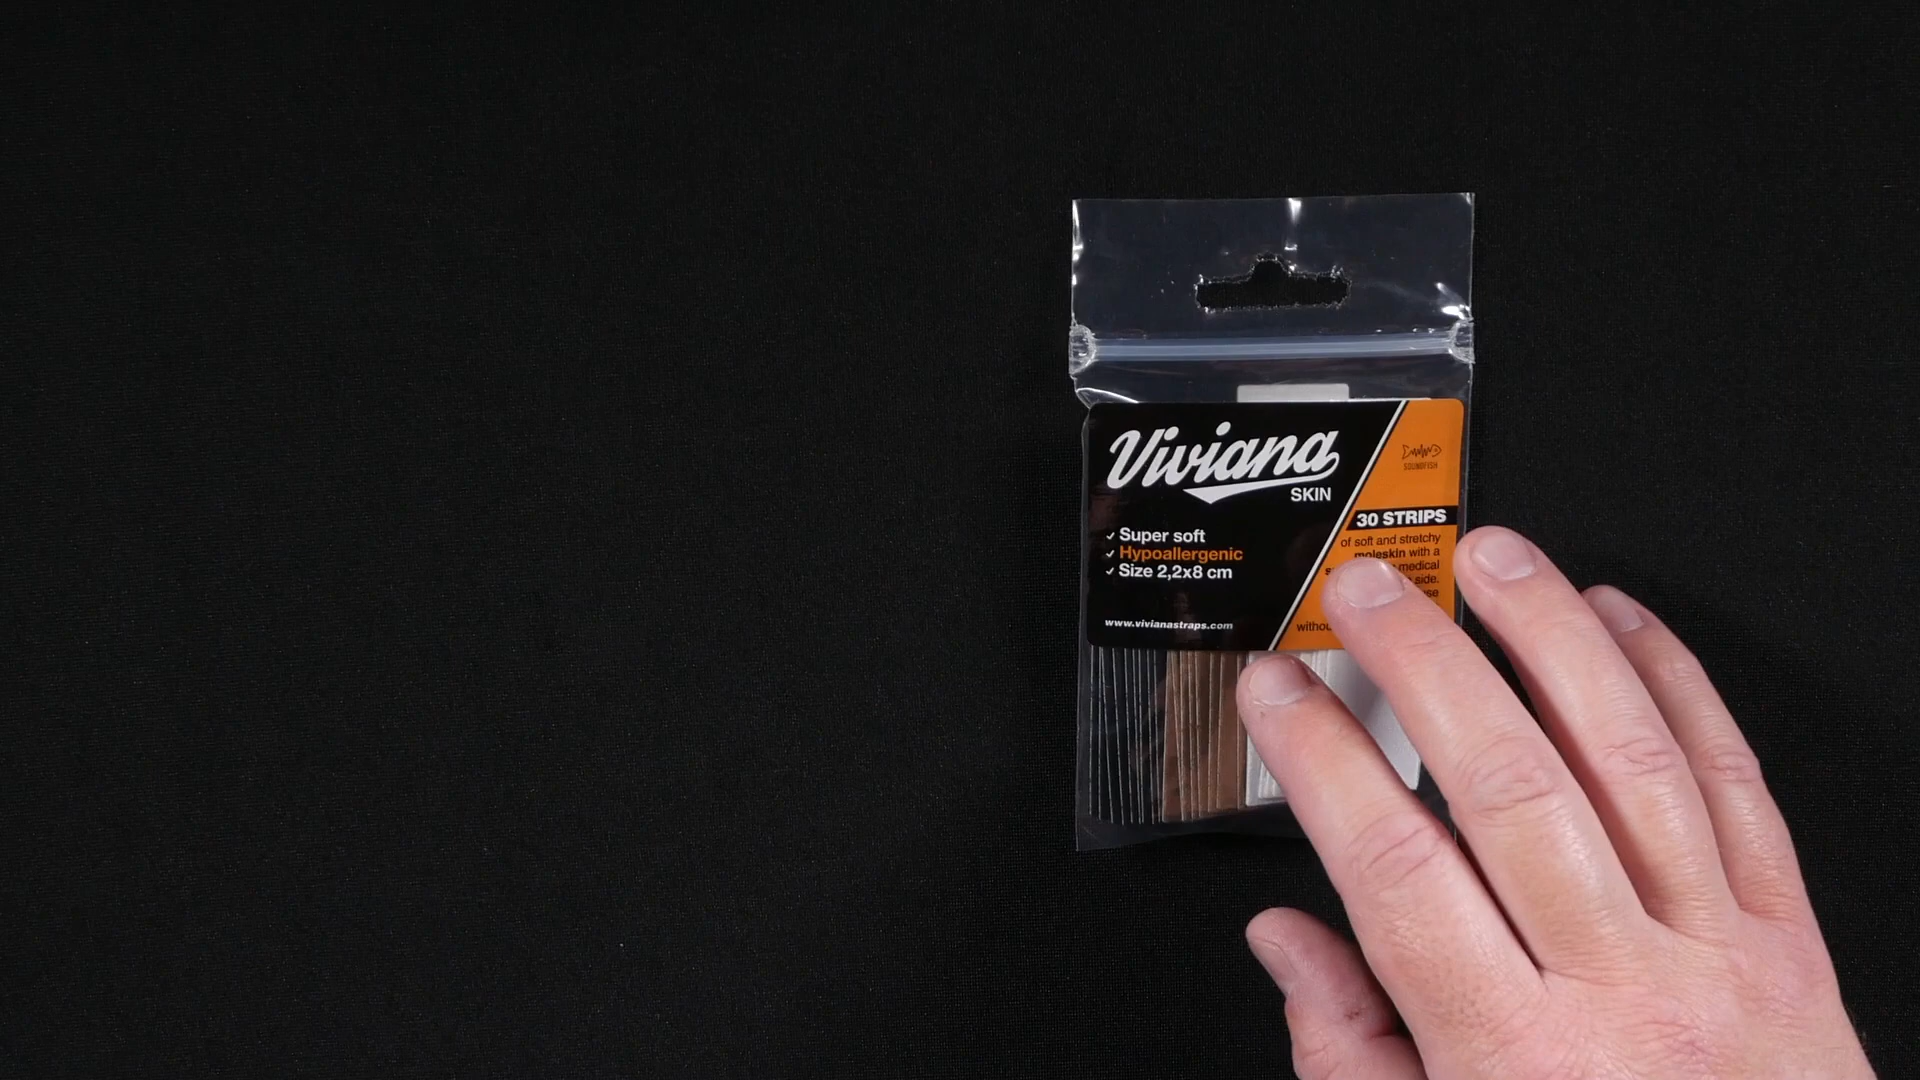 Viviana
SKIN
✓ Super soft
✓ Hypoallergenic
✓ Size 2,2x8 cm
www.vivianastraps.com
SOUNDFISH
30 STRIPS
of soft and stretchy
moleskin with a
medical
side.